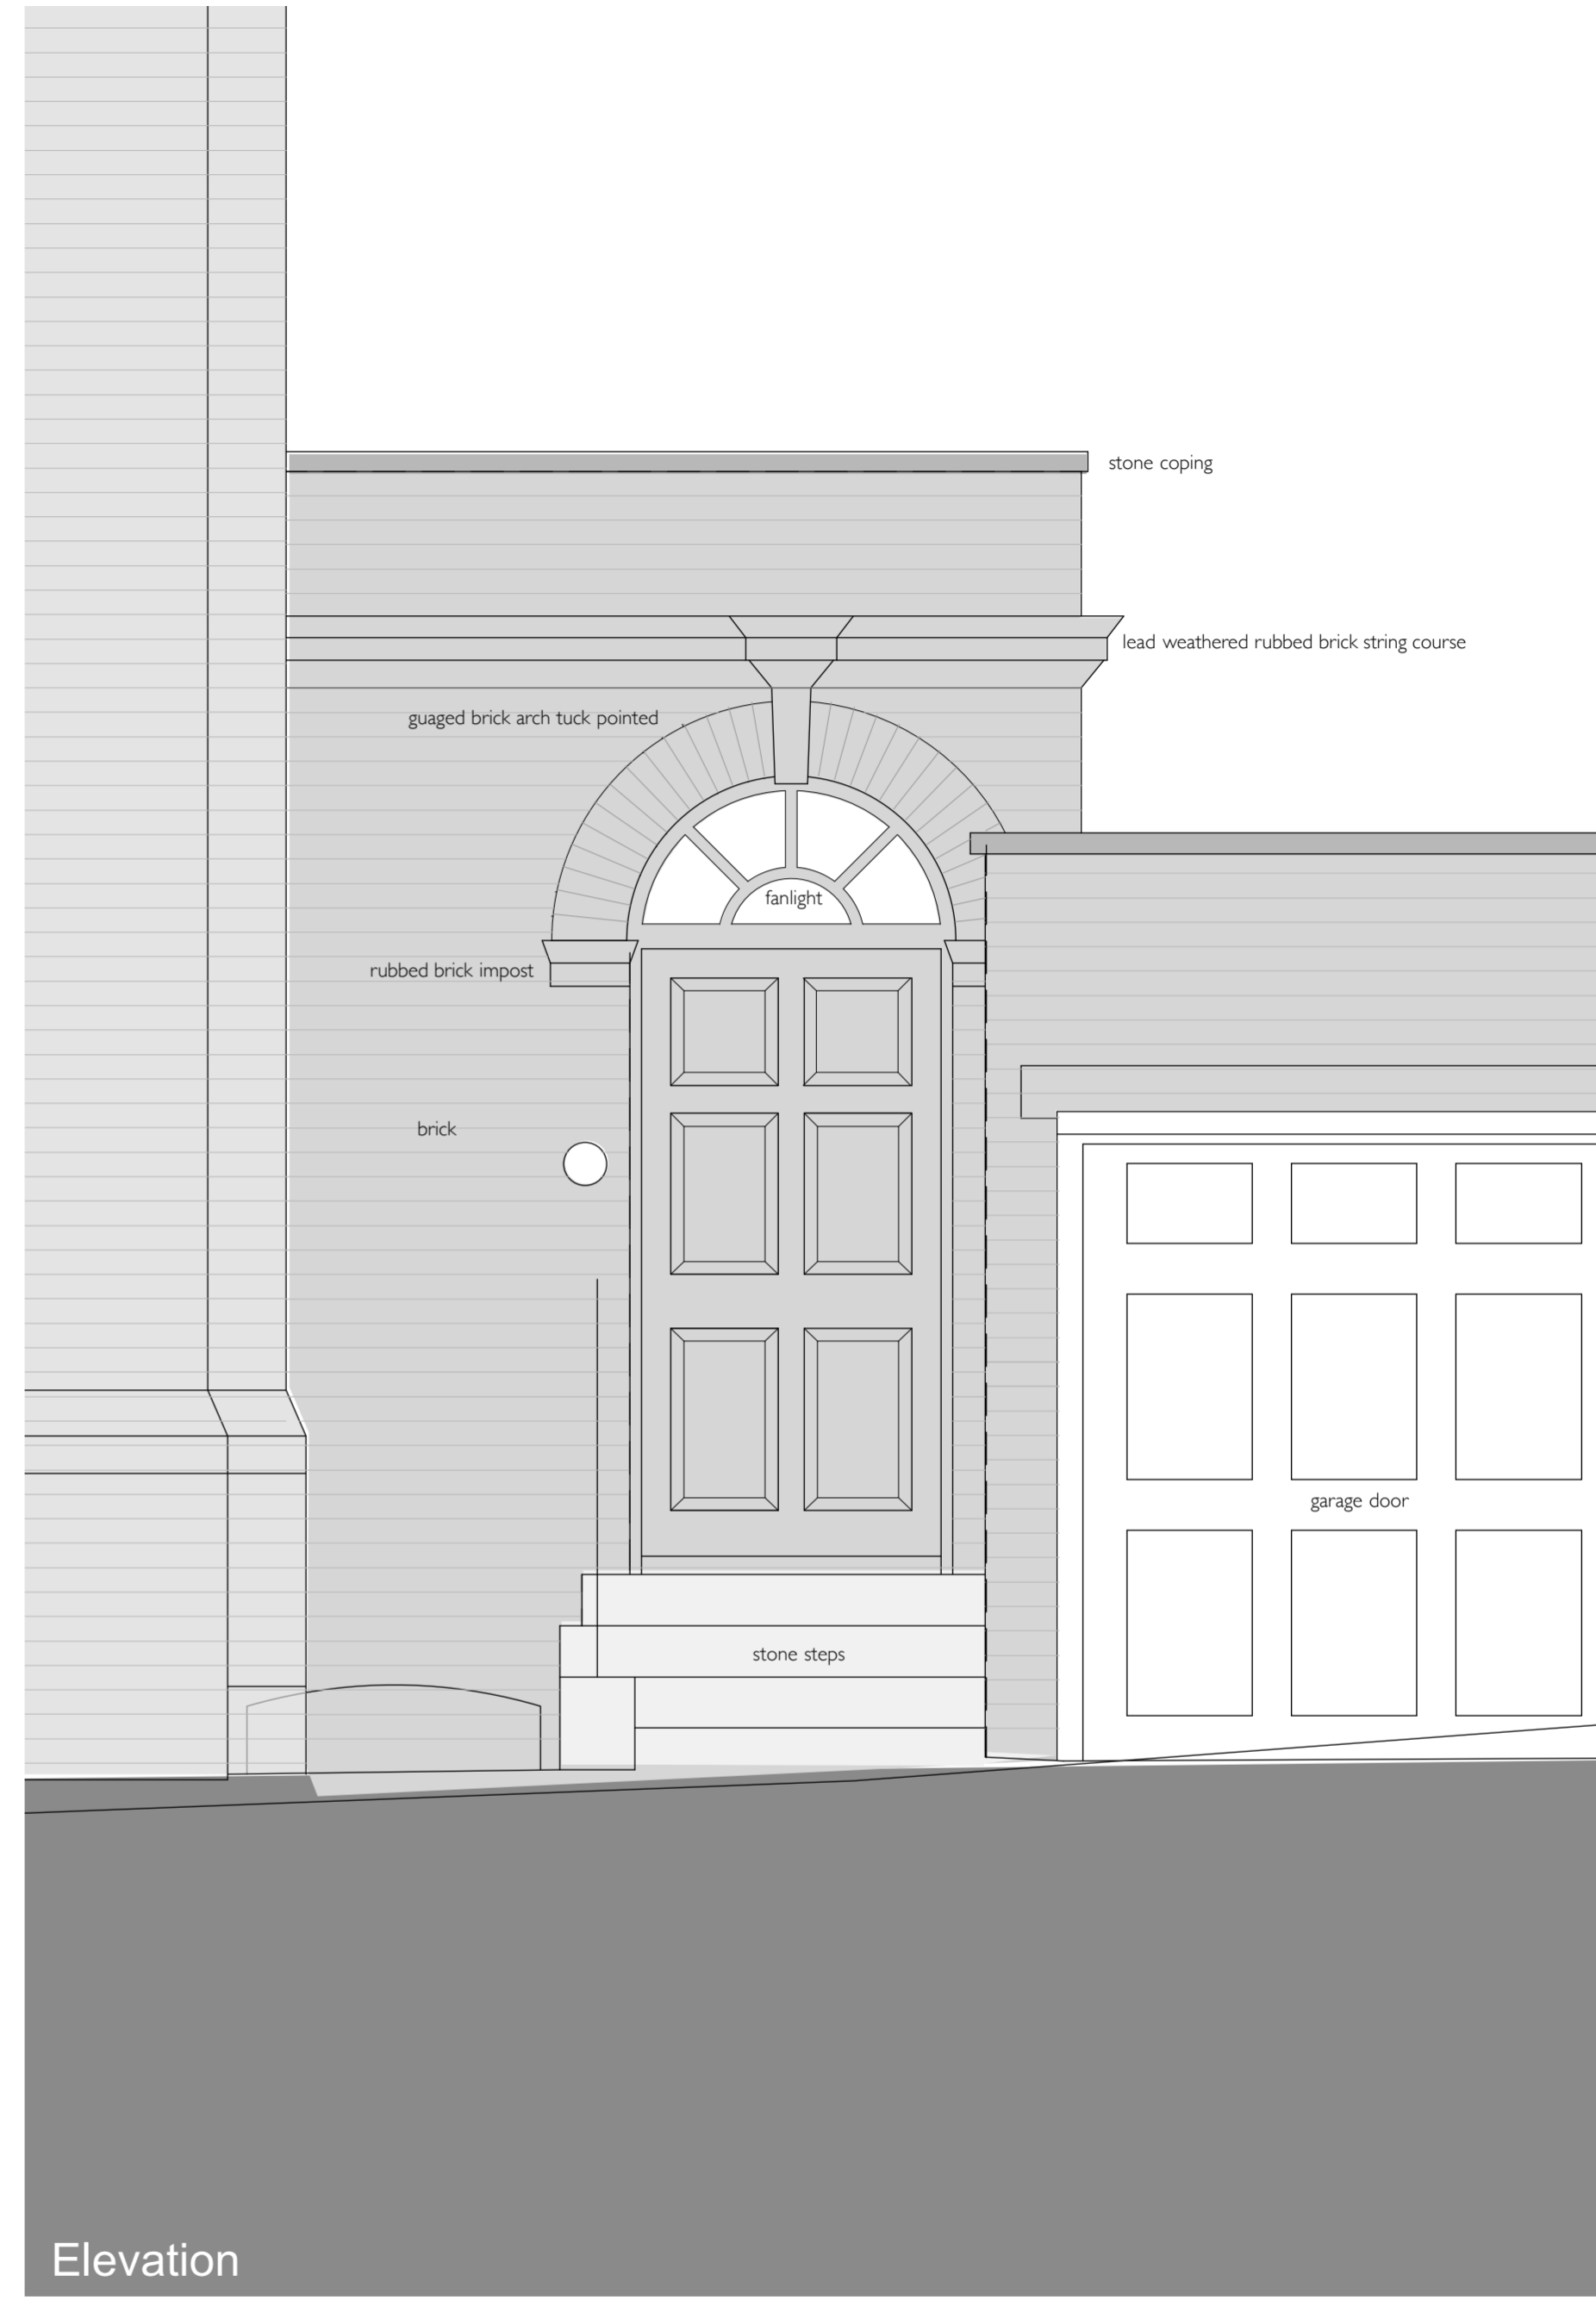 stone coping
lead weathered rubbed brick string course
guaged brick arch tuck pointed
fanlight
rubbed brick impost
brick
garage door
stone steps
Elevation